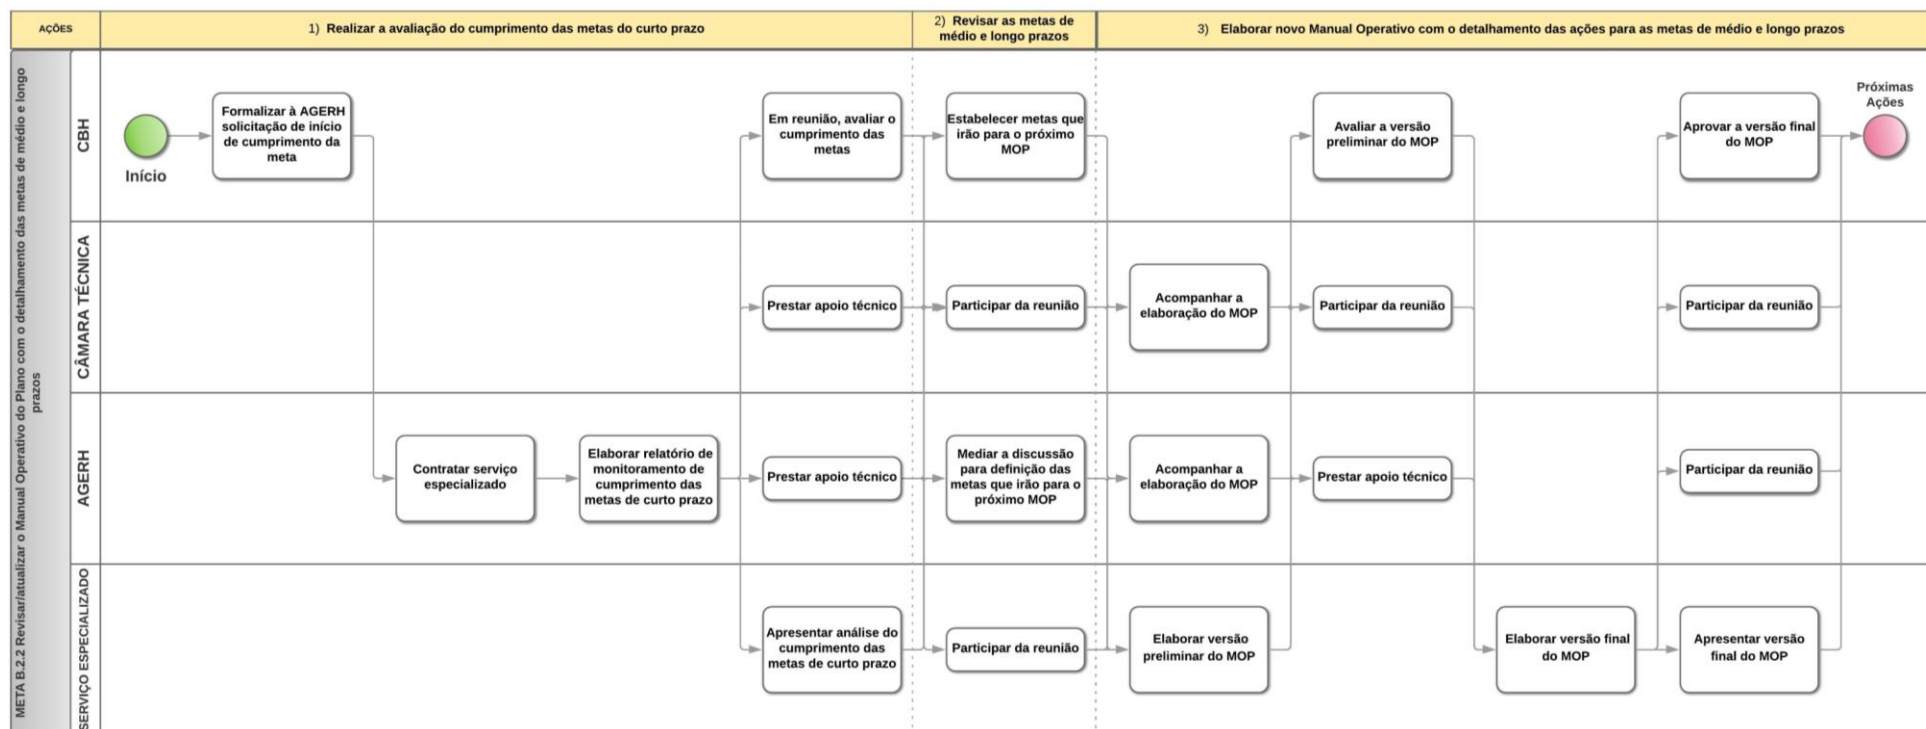 AÇÕES
1) Realizar a avaliação do cumprimento das metas do curto prazo
2) Revisar as metas de
médio e longo prazos
3) Elaborar novo Manual Operativo com o detalhamento das ações para as metas de médio e longo prazos
META B.2.2 Revisar/atualizar o Manual Operativo do Plano com o detalhamento das metas de médio e longo
prazos
CBH
Início
Formalizar à AGERH
solicitação de início
de cumprimento da
meta
Em reunião, avaliar o
cumprimento das
metas
Estabelecer metas que
irão para o próximo
MOP
Avaliar a versão
preliminar do MOP
Aprovar a versão final
do MOP
Próximas
Ações
CÂMARA TÉCNICA
Prestar apoio técnico
Participar da reunião
Acompanhar a
elaboração do MOP
Participar da reunião
Participar da reunião
AGERH
Contratar serviço
especializado
Elaborar relatório de
monitoramento de
cumprimento das
metas de curto prazo
Prestar apoio técnico
Mediar a discussão
para definição das
metas que irão para o
próximo MOP
Acompanhar a
elaboração do MOP
Prestar apoio técnico
Participar da reunião
SERVIÇO ESPECIALIZADO
Apresentar análise do
cumprimento das
metas de curto prazo
Participar da reunião
Elaborar versão
preliminar do MOP
Elaborar versão final
do MOP
Apresentar versão
final do MOP